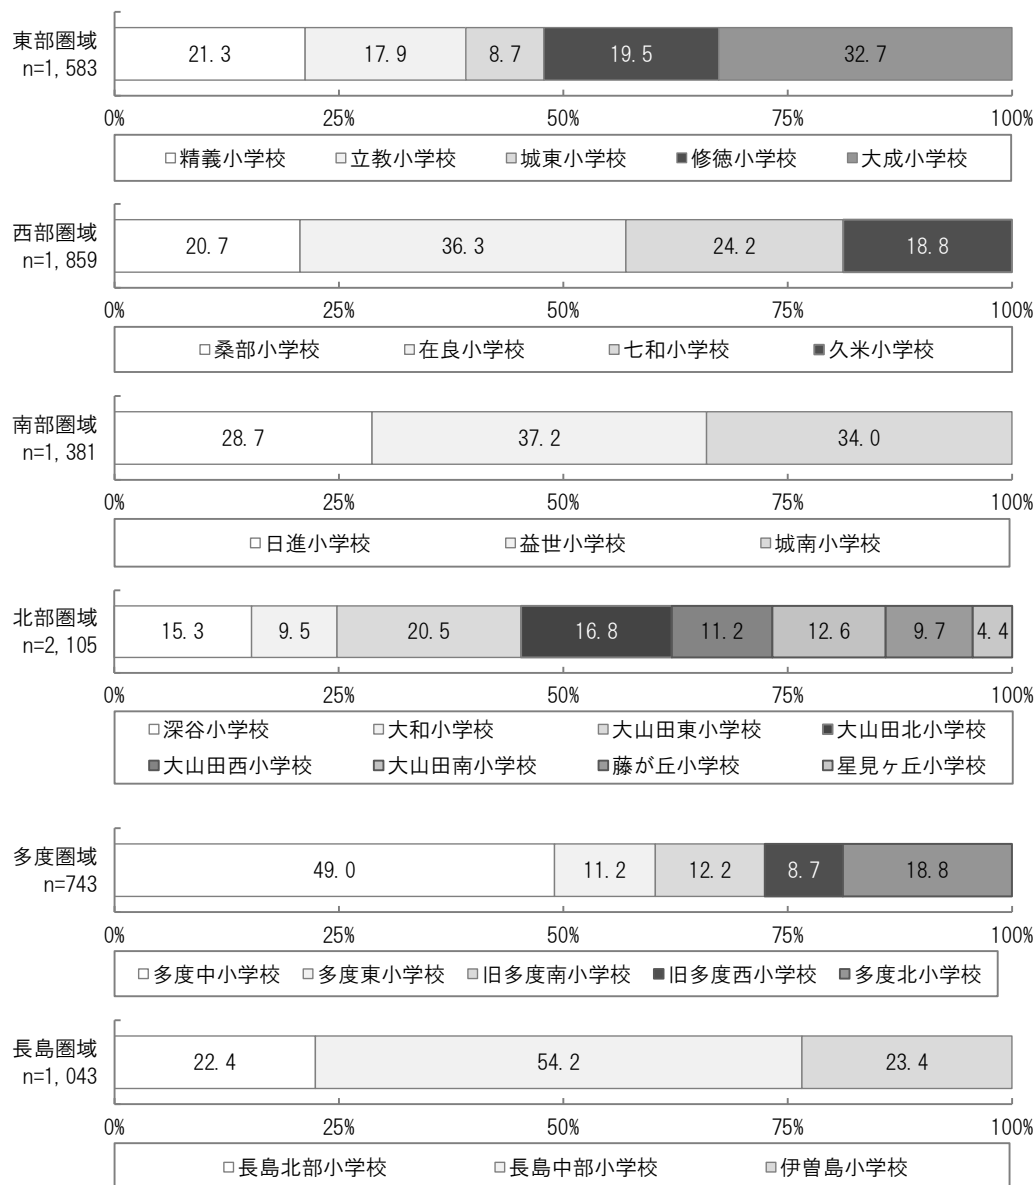 東部圏域
n=1,583
21.3 17.9 8.7 19.5 32.7
0% 25% 50% 75% 100%
□精義小学校 □立教小学校 □城東小学校 ■修徳小学校 ■大成小学校
西部圏域
n=1,859
20.7 36.3 24.2 18.8
0% 25% 50% 75% 100%
□桑部小学校 □在良小学校 □七和小学校 ■久米小学校
南部圏域
n=1,381
28.7 37.2 34.0
0% 25% 50% 75% 100%
□日進小学校 □益世小学校 □城南小学校
北部圏域
n=2,105
15.3 9.5 20.5 16.8 11.2 12.6 9.7 4.4
0% 25% 50% 75% 100%
□深谷小学校 □大和小学校 □大山田東小学校 ■大山田北小学校
■大山田西小学校 □大山田南小学校 ■藤が丘小学校 □星見ヶ丘小学校
多度圏域
n=743
49.0 11.2 12.2 8.7 18.8
0% 25% 50% 75% 100%
□多度中小学校 □多度東小学校 □旧多度南小学校 ■旧多度西小学校 ■多度北小学校
長島圏域
n=1,043
22.4 54.2 23.4
0% 25% 50% 75% 100%
□長島北部小学校 □長島中部小学校 □伊曽島小学校